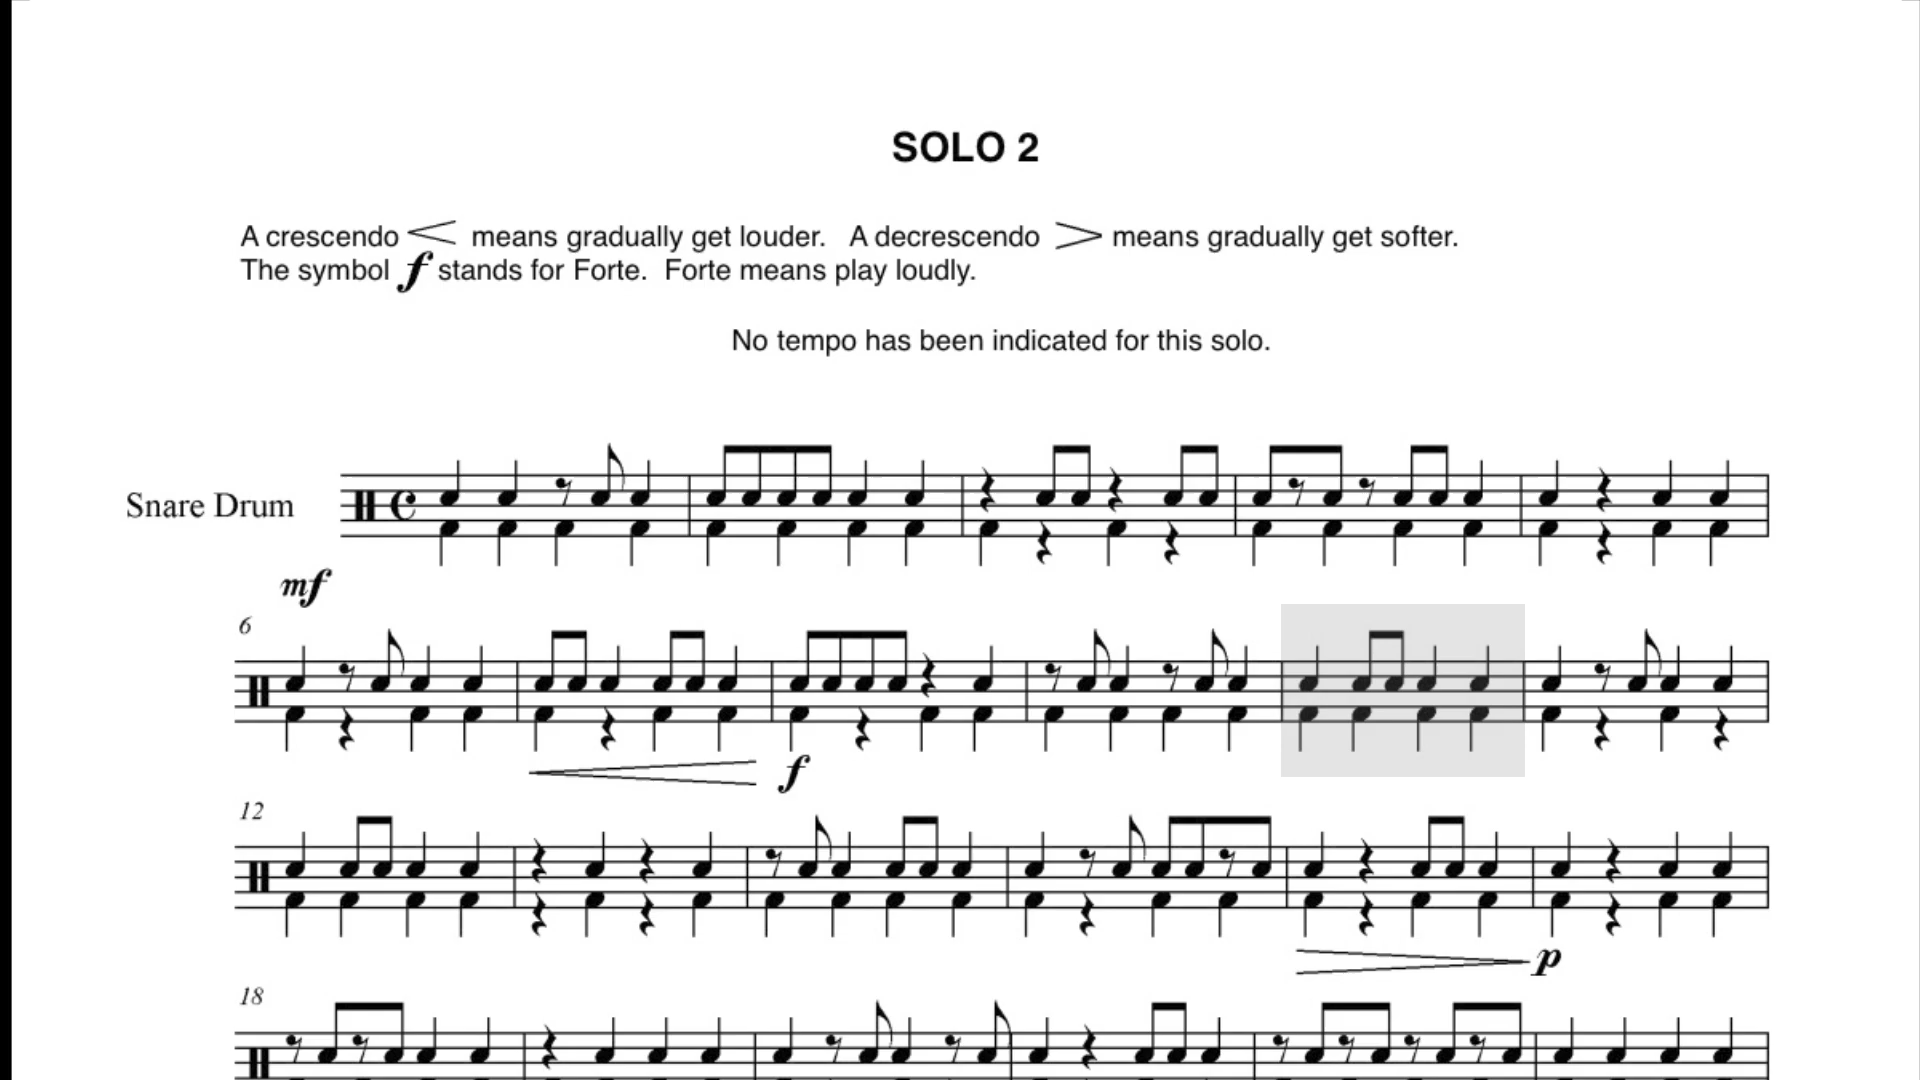 SOLO 2
A crescendo < means gradually get louder. A decrescendo > means gradually get softer.
The symbol f stands for Forte. Forte means play loudly.
No tempo has been indicated for this solo.
Snare Drum
mf
6
f
12
p
18